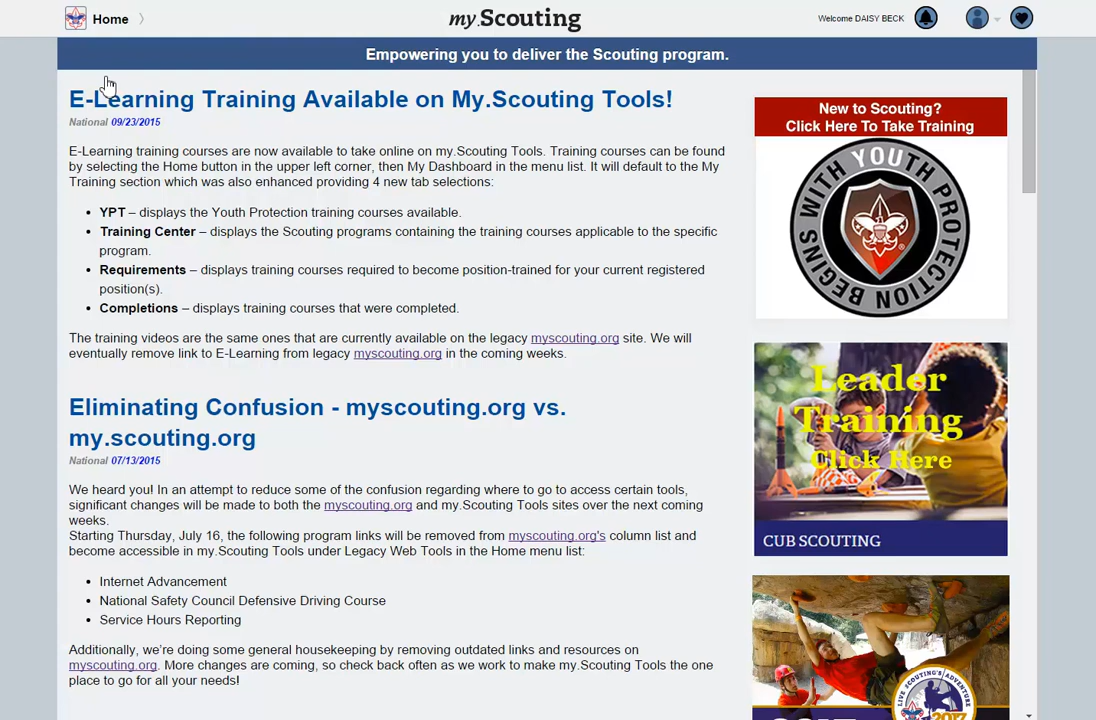 Home
my.Scouting
Welcome DAISY BECK
Empowering you to deliver the Scouting program.
E-Learning Training Available on My.Scouting Tools!
National 09/23/2015
E-Learning training courses are now available to take online on my.Scouting Tools. Training courses can be found
by selecting the Home button in the upper left corner, then My Dashboard in the menu list. It will default to the My
Training section which was also enhanced providing 4 new tab selections:
• YPT – displays the Youth Protection training courses available.
• Training Center – displays the Scouting programs containing the training courses applicable to the specific
program.
• Requirements – displays training courses required to become position-trained for your current registered
position(s).
• Completions – displays training courses that were completed.
The training videos are the same ones that are currently available on the legacy myscouting.org site. We will
eventually remove link to E-Learning from legacy myscouting.org in the coming weeks.
Eliminating Confusion - myscouting.org vs.
my.scouting.org
National 07/13/2015
We heard you! In an attempt to reduce some of the confusion regarding where to go to access certain tools,
significant changes will be made to both the myscouting.org and my.Scouting Tools sites over the next coming
weeks.
Starting Thursday, July 16, the following program links will be removed from myscouting.org's column list and
become accessible in my.Scouting Tools under Legacy Web Tools in the Home menu list:
• Internet Advancement
• National Safety Council Defensive Driving Course
• Service Hours Reporting
Additionally, we're doing some general housekeeping by removing outdated links and resources on
myscouting.org. More changes are coming, so check back often as we work to make my.Scouting Tools the one
place to go for all your needs!
New to Scouting?
Click Here To Take Training
YOUTH PROTECTION BEGINS WITH YOU
Leader
Training
Click Here
CUB SCOUTING
LIVE SCOUTING'S ADVENTURE
2017